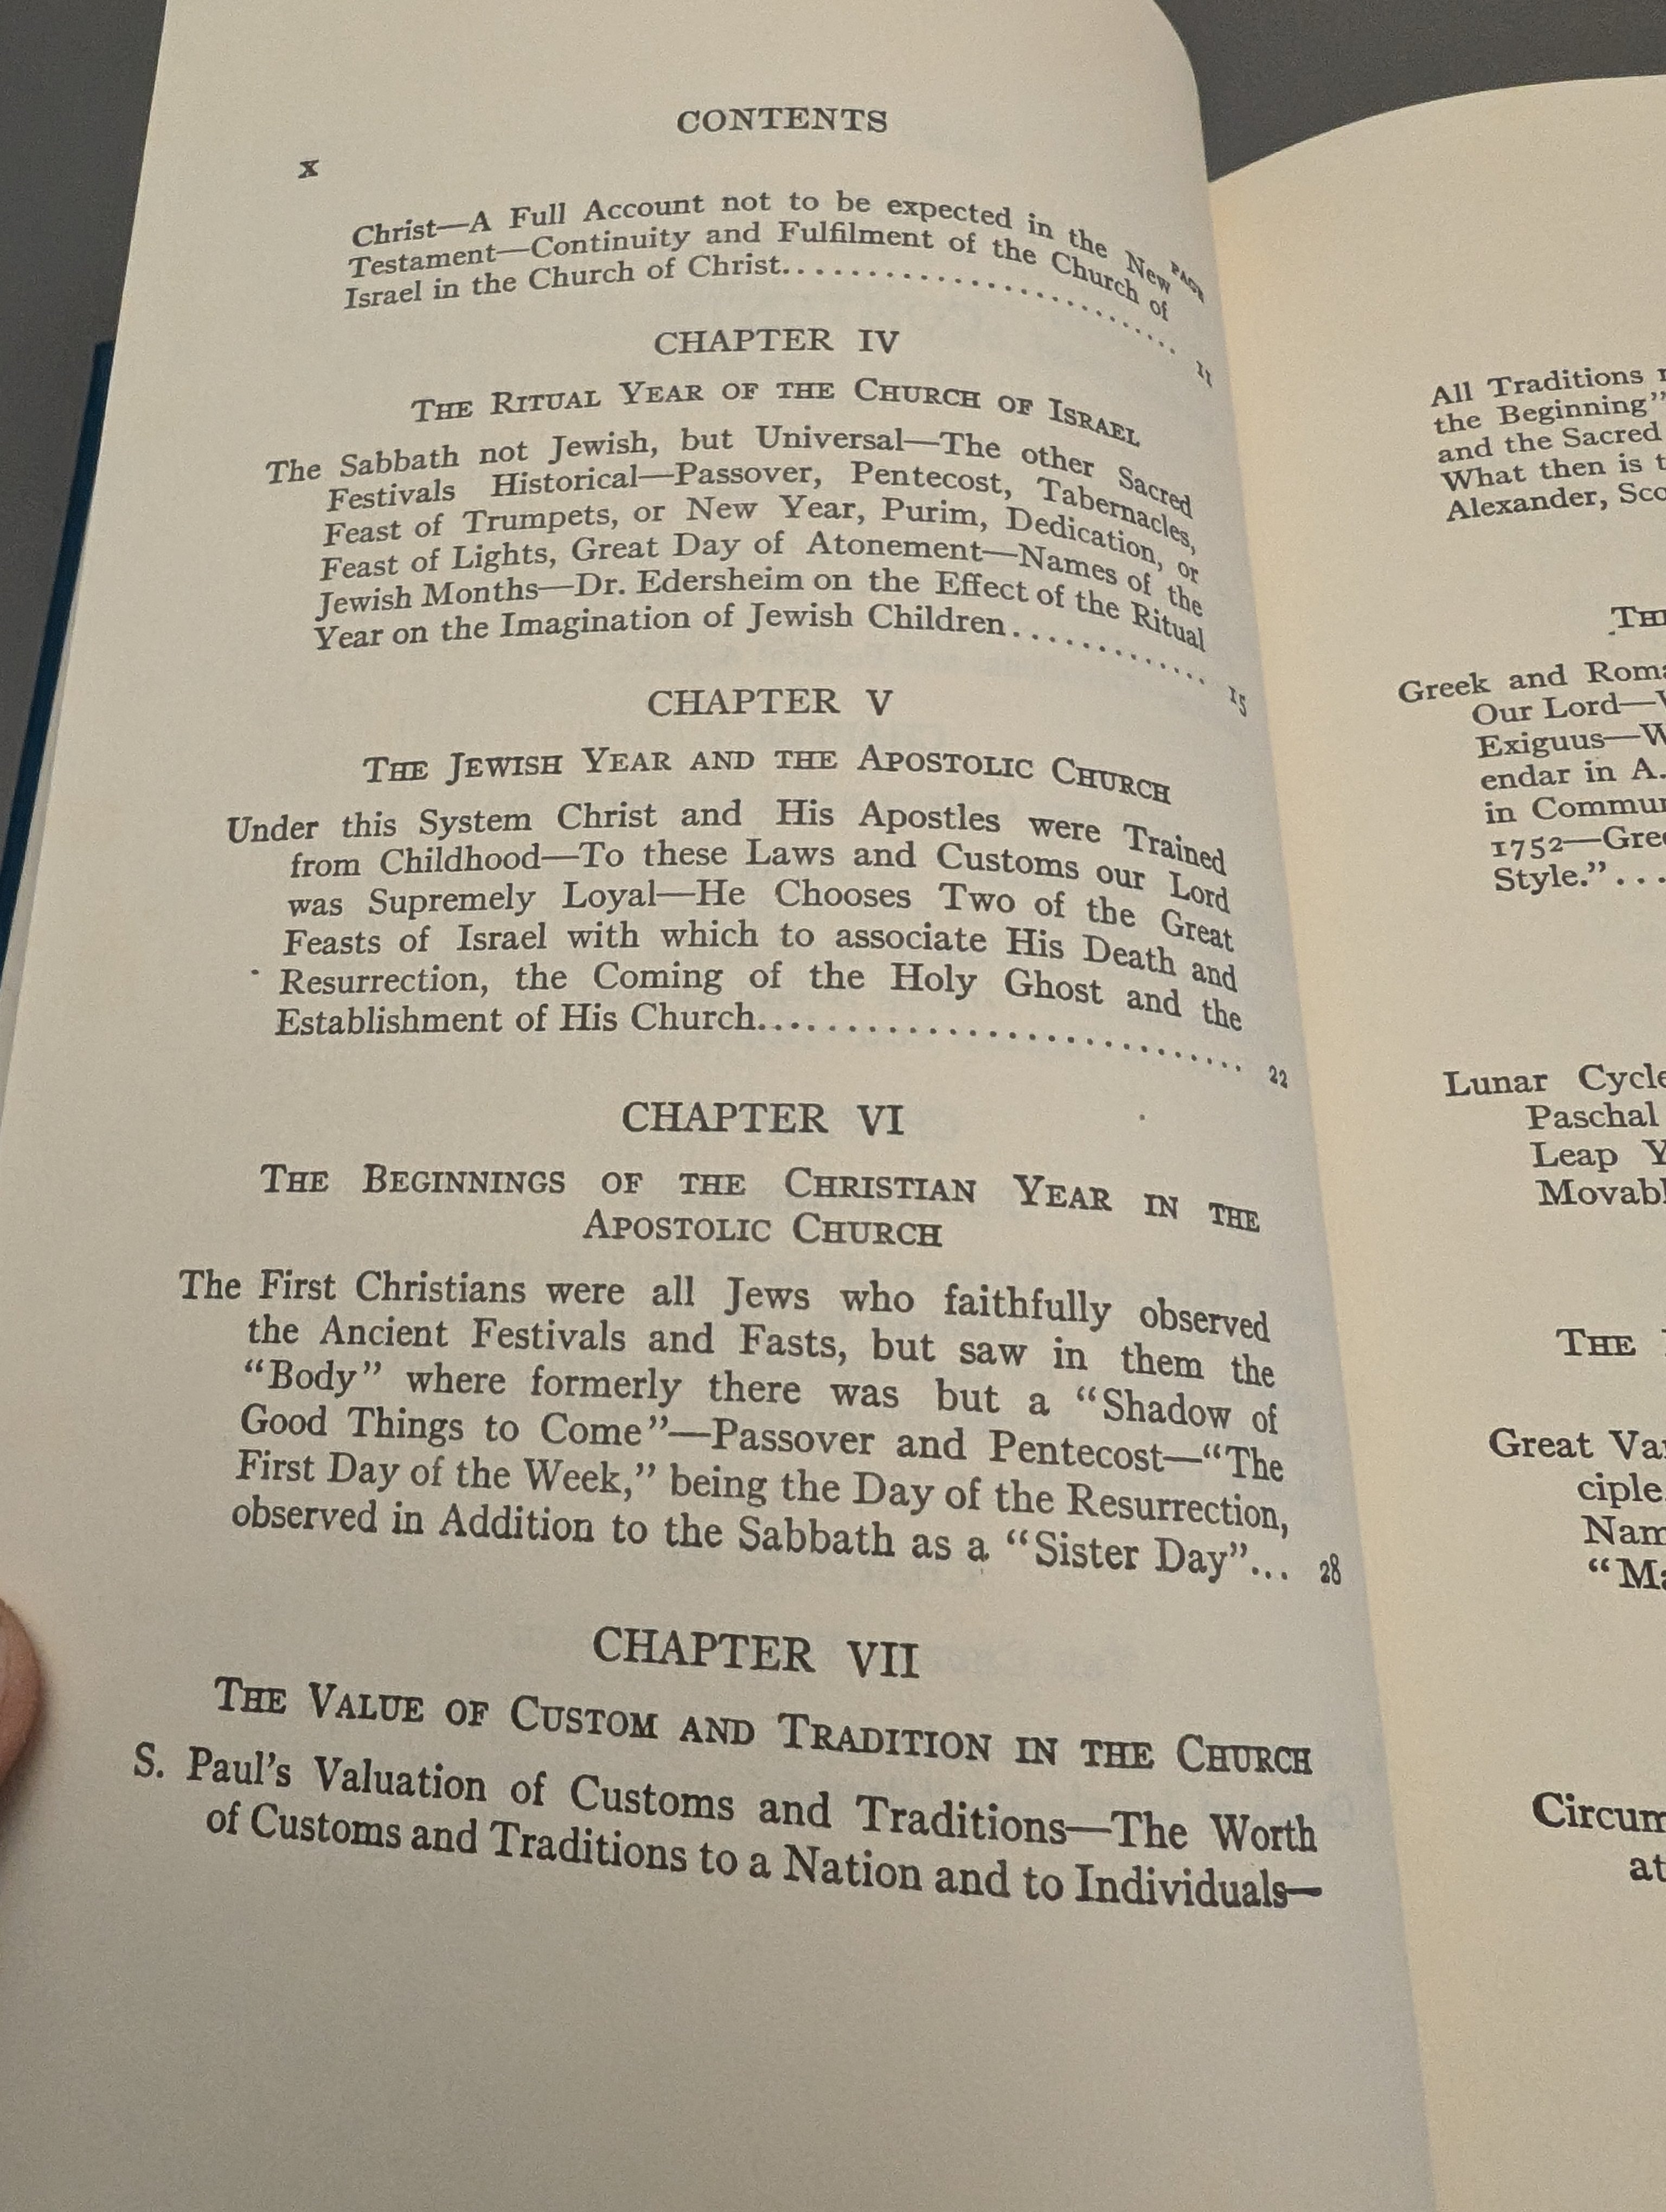 CONTENTS
x
PAGE
Christ—A Full Account not to be expected in the New
Testament—Continuity and Fulfilment of the Church of
Israel in the Church of Christ.............................. 11
CHAPTER IV
The Ritual Year of the Church of Israel
The Sabbath not Jewish, but Universal—The other Sacred
Festivals Historical—Passover, Pentecost, Tabernacles,
Feast of Trumpets, or New Year, Purim, Dedication, or
Feast of Lights, Great Day of Atonement—Names of the
Jewish Months—Dr. Edersheim on the Effect of the Ritual
Year on the Imagination of Jewish Children............... 15
CHAPTER V
The Jewish Year and the Apostolic Church
Under this System Christ and His Apostles were Trained
from Childhood—To these Laws and Customs our Lord
was Supremely Loyal—He Chooses Two of the Great
Feasts of Israel with which to associate His Death and
Resurrection, the Coming of the Holy Ghost and the
Establishment of His Church.............................. 22
CHAPTER VI
The Beginnings of the Christian Year in the
Apostolic Church
The First Christians were all Jews who faithfully observed
the Ancient Festivals and Fasts, but saw in them the
“Body” where formerly there was but a “Shadow of
Good Things to Come”—Passover and Pentecost—“The
First Day of the Week,” being the Day of the Resurrection,
observed in Addition to the Sabbath as a “Sister Day”... 28
CHAPTER VII
The Value of Custom and Tradition in the Church
S. Paul’s Valuation of Customs and Traditions—The Worth
of Customs and Traditions to a Nation and to Individuals—
All Traditions
the Beginning”
and the Sacred
What then is
Alexander,
Greek and
Our Lord—
Exiguus—
endar in A.
in
1752—
Style.”...
Lunar
Paschal
Leap
Movabl
The
Great
ciple
Nam
“Ma
Circum
at